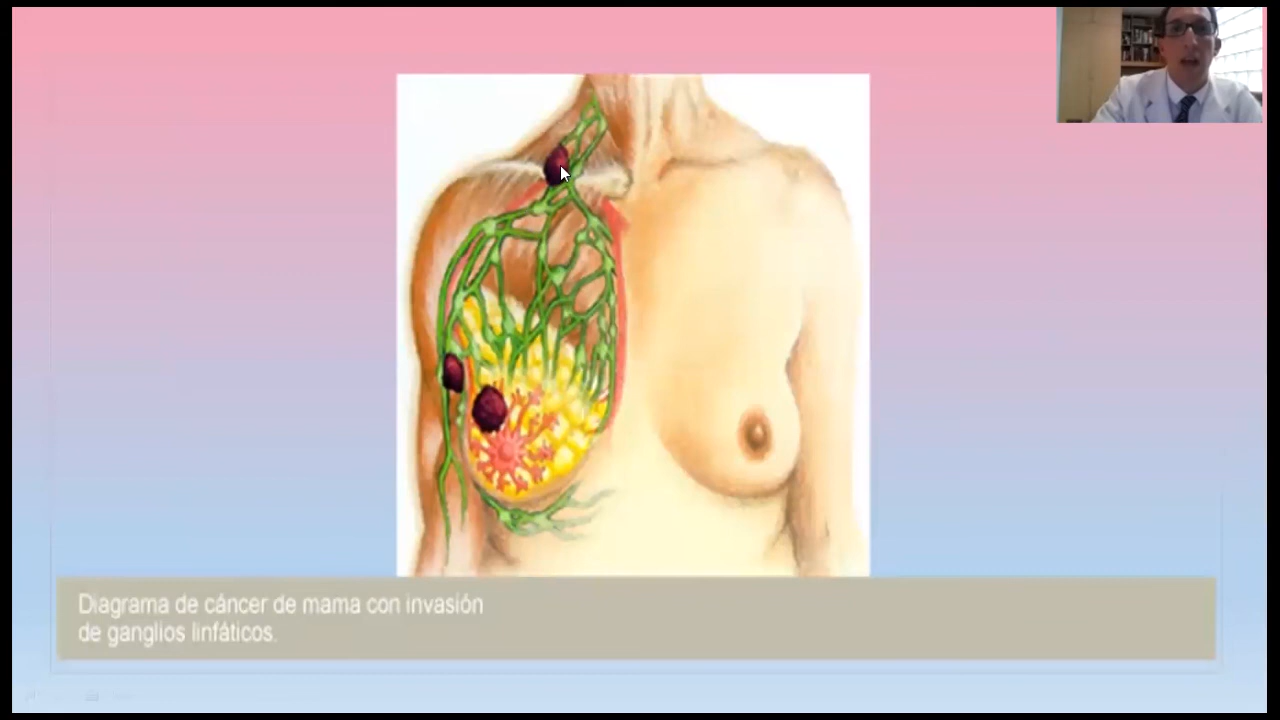 Diagrama de cáncer de mama con invasión
de ganglios linfáticos.